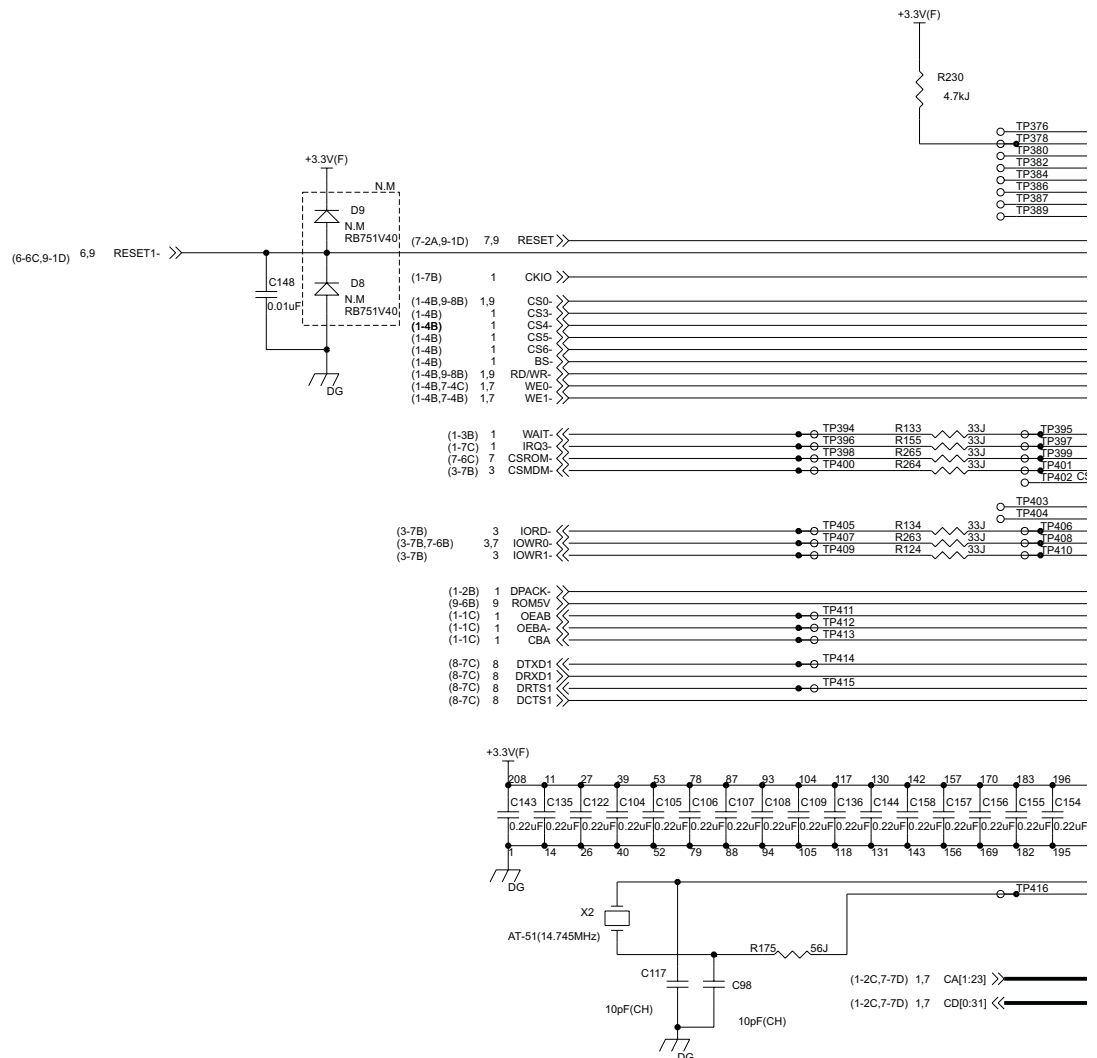 +3.3V(F)
R230
4.7kJ
TP376
TP378
TP380
TP382
TP384
TP386
TP387
TP389
+3.3V(F)
N.M
D9
N.M
RB751V40
(6-6C,9-1D) 6,9 RESET1-
(7-2A,9-1D) 7,9 RESET
C148
0.01uF
D8
N.M
RB751V40
DG
(1-7B) 1 CKIO
(1-4B,9-8B) 1,9 CS0-
(1-4B) 1 CS3-
(1-4B) 1 CS4-
(1-4B) 1 CS5-
(1-4B) 1 CS6-
(1-4B) 1 BS-
(1-4B,9-8B) 1,9 RD/WR-
(1-4B,7-4C) 1,7 WE0-
(1-4B,7-4B) 1,7 WE1-
(1-3B) 1 WAIT- TP394 R133 33J TP395
(1-7C) 1 IRQ3- TP396 R155 33J TP397
(7-6C) 7 CSROM- TP398 R265 33J TP399
(3-7B) 3 CSMDM- TP400 R264 33J TP401
TP402 CS
TP403
TP404
(3-7B) 3 IORD- TP405 R134 33J TP406
(3-7B,7-6B) 3,7 IOWR0- TP407 R263 33J TP408
(3-7B) 3 IOWR1- TP409 R124 33J TP410
(1-2B) 1 DPACK-
(9-6B) 9 ROM5V
(1-1C) 1 OEAB TP411
(1-1C) 1 OEBA- TP412
(1-1C) 1 CBA TP413
(8-7C) 8 DTXD1 TP414
(8-7C) 8 DRXD1
(8-7C) 8 DRTS1 TP415
(8-7C) 8 DCTS1
+3.3V(F)
208 11 27 39 53 78 87 93 104 117 130 142 157 170 183 196
C143 C135 C122 C104 C105 C106 C107 C108 C109 C136 C144 C158 C157 C156 C155 C154
0.22uF 0.22uF 0.22uF 0.22uF 0.22uF 0.22uF 0.22uF 0.22uF 0.22uF 0.22uF 0.22uF 0.22uF 0.22uF 0.22uF 0.22uF 0.22uF
1 14 26 40 52 79 88 94 105 118 131 143 156 169 182 195
DG
TP416
X2
AT-51(14.745MHz)
R175 56J
C117
10pF(CH)
C98
10pF(CH)
DG
(1-2C,7-7D) 1,7 CA[1:23]
(1-2C,7-7D) 1,7 CD[0:31]